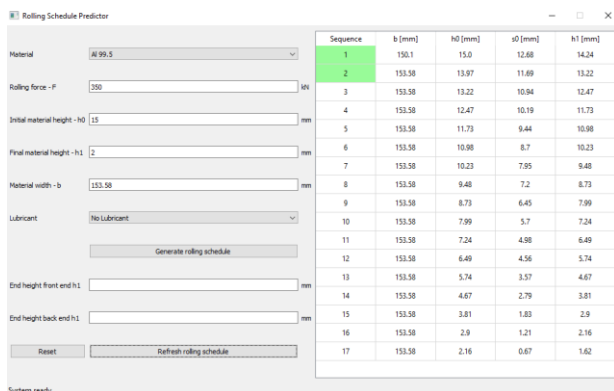 Rolling Schedule Predictor
Material Al 99.5
Rolling force - F 350 kN
Initial material height - h0 15 mm
Final material height - h1 2 mm
Material width - b 153.58 mm
Lubricant No Lubricant
Generate rolling schedule
End height front end h1 mm
End height back end h1 mm
Reset Refresh rolling schedule
System ready
Sequence b [mm] h0 [mm] s0 [mm] h1 [mm]
1 150.1 15.0 12.68 14.24
2 153.58 13.97 11.69 13.22
3 153.58 13.22 10.94 12.47
4 153.58 12.47 10.19 11.73
5 153.58 11.73 9.44 10.98
6 153.58 10.98 8.7 10.23
7 153.58 10.23 7.95 9.48
8 153.58 9.48 7.2 8.73
9 153.58 8.73 6.45 7.99
10 153.58 7.99 5.7 7.24
11 153.58 7.24 4.98 6.49
12 153.58 6.49 4.56 5.74
13 153.58 5.74 3.57 4.67
14 153.58 4.67 2.79 3.81
15 153.58 3.81 1.83 2.9
16 153.58 2.9 1.21 2.16
17 153.58 2.16 0.67 1.62